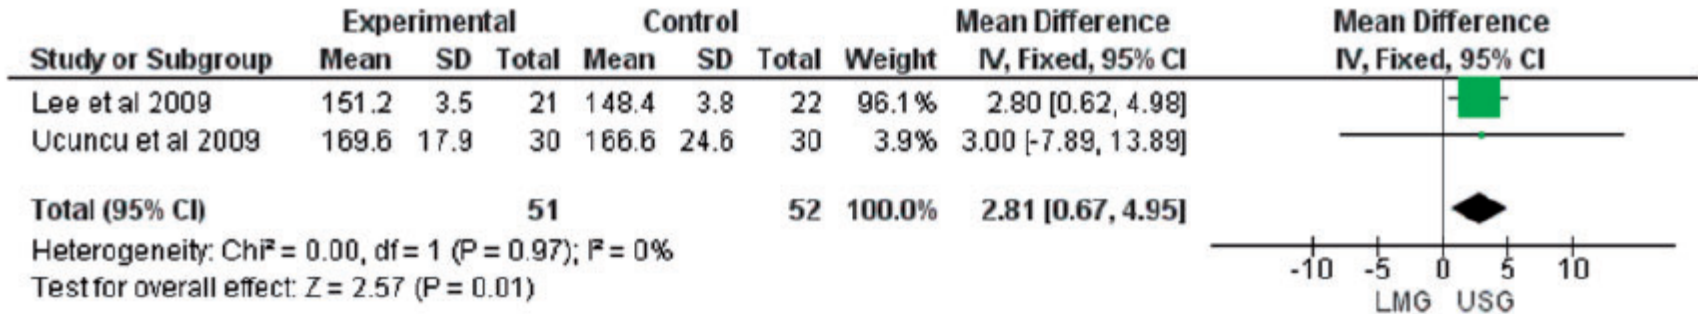 Experimental Control Mean Difference Mean Difference
Study or Subgroup Mean SD Total Mean SD Total Weight IV, Fixed, 95% CI IV, Fixed, 95% CI
Lee et al 2009 151.2 3.5 21 148.4 3.8 22 96.1% 2.80 [0.62, 4.98]
Ucuncu et al 2009 169.6 17.9 30 166.6 24.6 30 3.9% 3.00 [-7.89, 13.89]
Total (95% CI) 51 52 100.0% 2.81 [0.67, 4.95]
Heterogeneity: Chi² = 0.00, df = 1 (P = 0.97); I² = 0%
Test for overall effect: Z = 2.57 (P = 0.01)
-10 -5 0 5 10
LMG USG